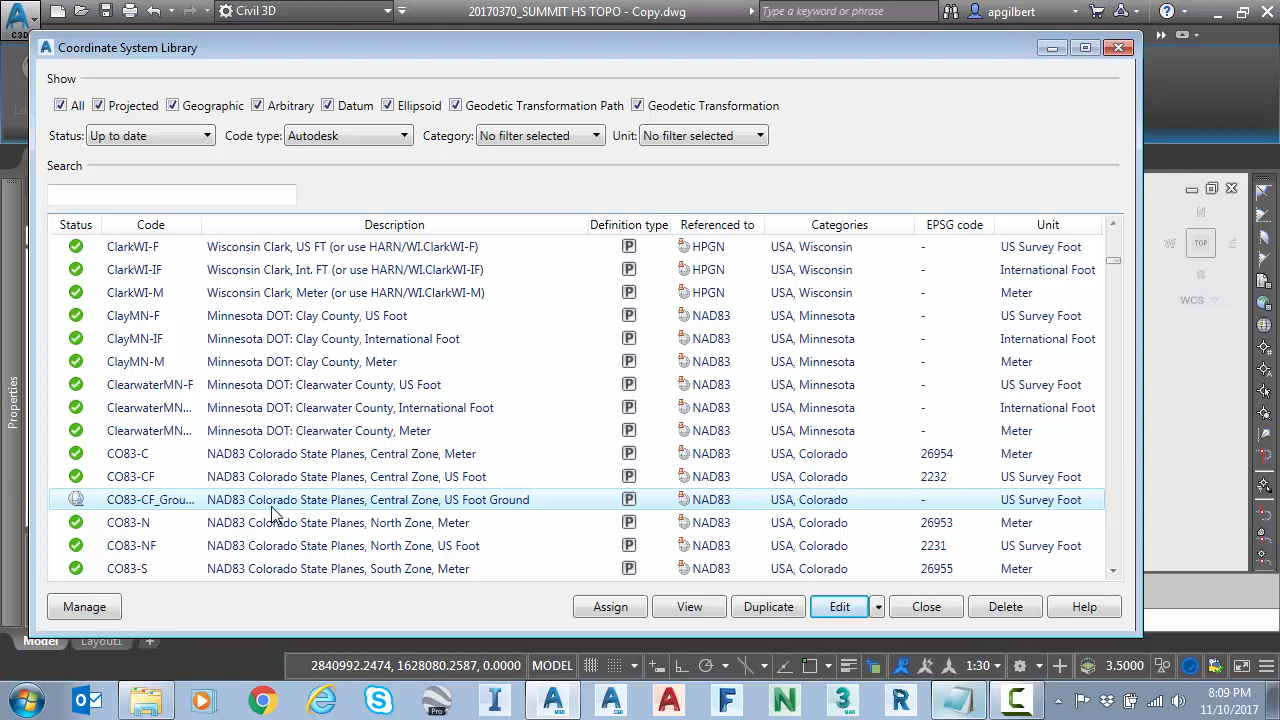 Civil 3D
20170370_SUMMIT HS TOPO - Copy.dwg
Type a keyword or phrase
apgilbert
C3D
Coordinate System Library
Show
All Projected Geographic Arbitrary Datum Ellipsoid Geodetic Transformation Path Geodetic Transformation
Status: Up to date Code type: Autodesk Category: No filter selected Unit: No filter selected
Search
Status Code Description Definition type Referenced to Categories EPSG code Unit
ClarkWI-F Wisconsin Clark, US FT (or use HARN/WI.ClarkWI-F) P HPGN USA, Wisconsin - US Survey Foot
ClarkWI-IF Wisconsin Clark, Int. FT (or use HARN/WI.ClarkWI-IF) P HPGN USA, Wisconsin - International Foot
ClarkWI-M Wisconsin Clark, Meter (or use HARN/WI.ClarkWI-M) P HPGN USA, Wisconsin - Meter
ClayMN-F Minnesota DOT: Clay County, US Foot P NAD83 USA, Minnesota - US Survey Foot
ClayMN-IF Minnesota DOT: Clay County, International Foot P NAD83 USA, Minnesota - International Foot
ClayMN-M Minnesota DOT: Clay County, Meter P NAD83 USA, Minnesota - Meter
ClearwaterMN-F Minnesota DOT: Clearwater County, US Foot P NAD83 USA, Minnesota - US Survey Foot
ClearwaterMN... Minnesota DOT: Clearwater County, International Foot P NAD83 USA, Minnesota - International Foot
ClearwaterMN... Minnesota DOT: Clearwater County, Meter P NAD83 USA, Minnesota - Meter
CO83-C NAD83 Colorado State Planes, Central Zone, Meter P NAD83 USA, Colorado 26954 Meter
CO83-CF NAD83 Colorado State Planes, Central Zone, US Foot P NAD83 USA, Colorado 2232 US Survey Foot
CO83-CF_Grou... NAD83 Colorado State Planes, Central Zone, US Foot Ground P NAD83 USA, Colorado - US Survey Foot
CO83-N NAD83 Colorado State Planes, North Zone, Meter P NAD83 USA, Colorado 26953 Meter
CO83-NF NAD83 Colorado State Planes, North Zone, US Foot P NAD83 USA, Colorado 2231 US Survey Foot
CO83-S NAD83 Colorado State Planes, South Zone, Meter P NAD83 USA, Colorado 26955 Meter
Manage Assign View Duplicate Edit Close Delete Help
Properties
N
W TOP E
S
WCS
Model Layout1 +
2840992.2474, 1628080.2587, 0.0000 MODEL 1:30 3.5000
Pro I A M3D A C3D A F N 3 MAX R C
8:09 PM
11/10/2017